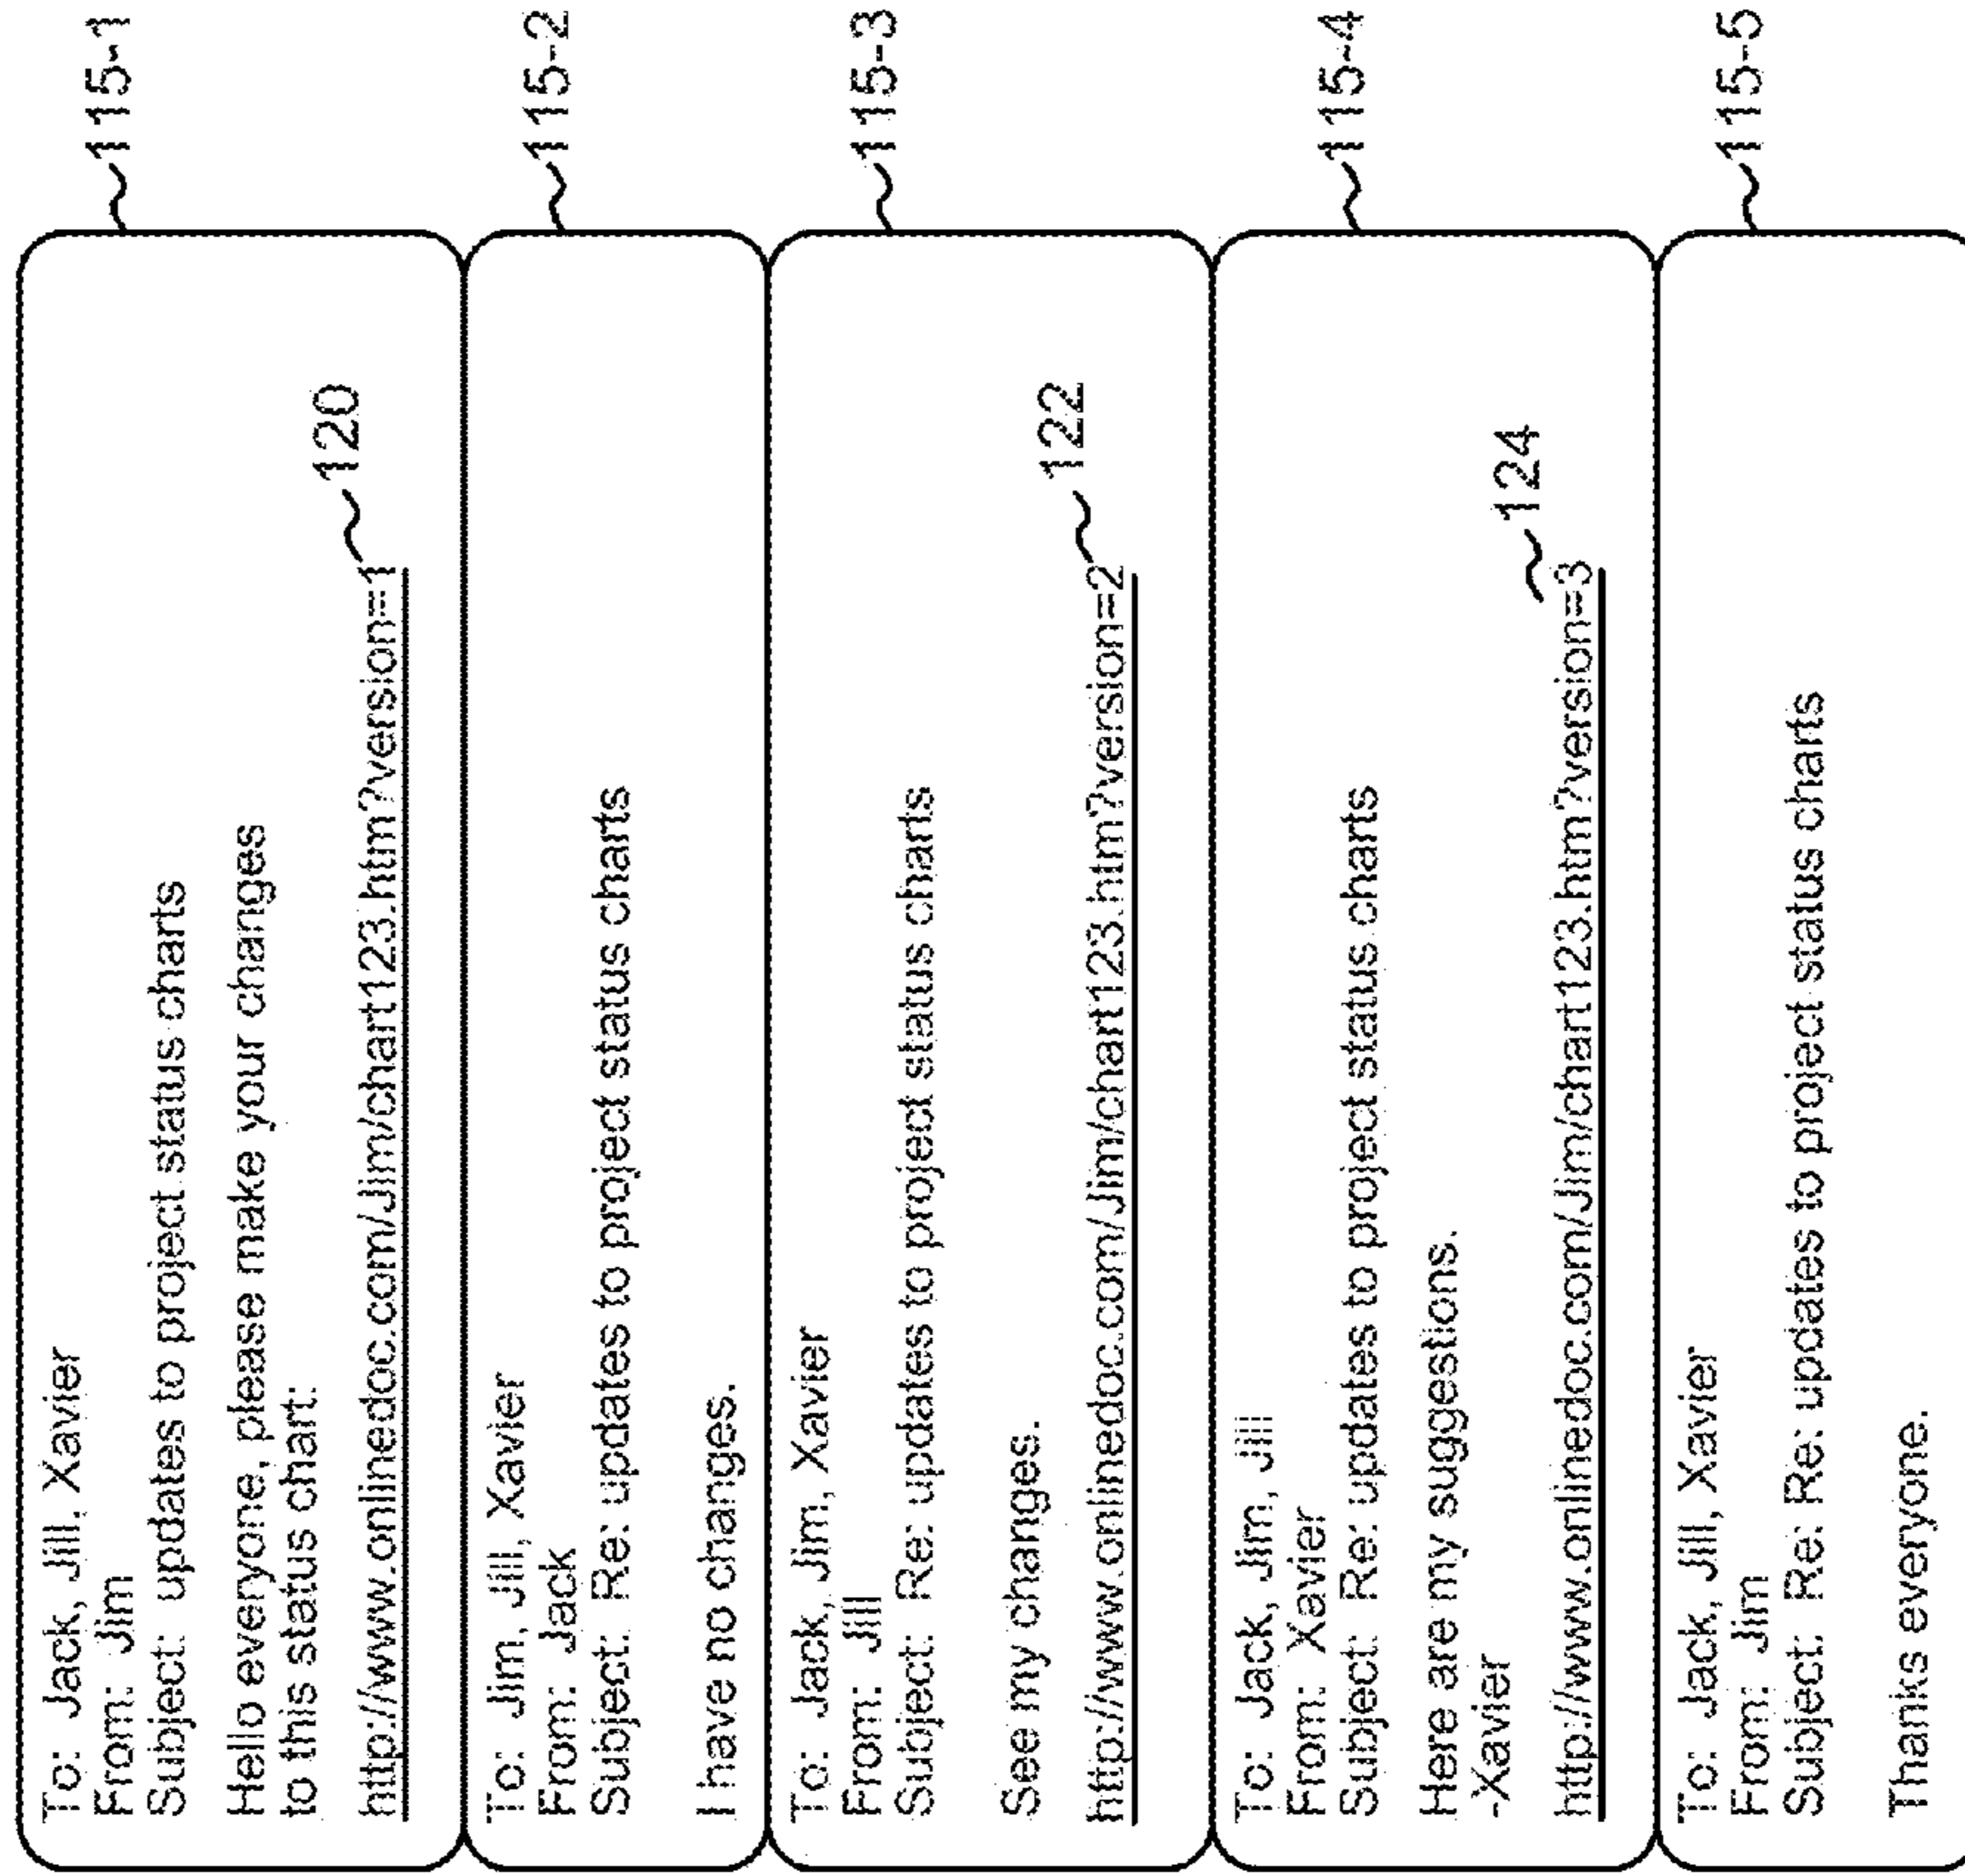 115-1
To: Jack, Jill, Xavier
From: Jim
Subject: updates to project status charts
Hello everyone, please make your changes
to this status chart:
120
http://www.onlinedoc.com/Jim/chart123.htm?version=1
115-2
To: Jim, Jill, Xavier
From: Jack
Subject: Re: updates to project status charts
I have no changes.
115-3
To: Jack, Jim, Xavier
From: Jill
Subject: Re: updates to project status charts
See my changes.
122
http://www.onlinedoc.com/Jim/chart123.htm?version=2
115-4
To: Jack, Jim, Jill
From: Xavier
Subject: Re: updates to project status charts
Here are my suggestions.
-Xavier
124
http://www.onlinedoc.com/Jim/chart123.htm?version=3
115-5
To: Jack, Jill, Xavier
From: Jim
Subject: Re: Re: updates to project status charts
Thanks everyone.